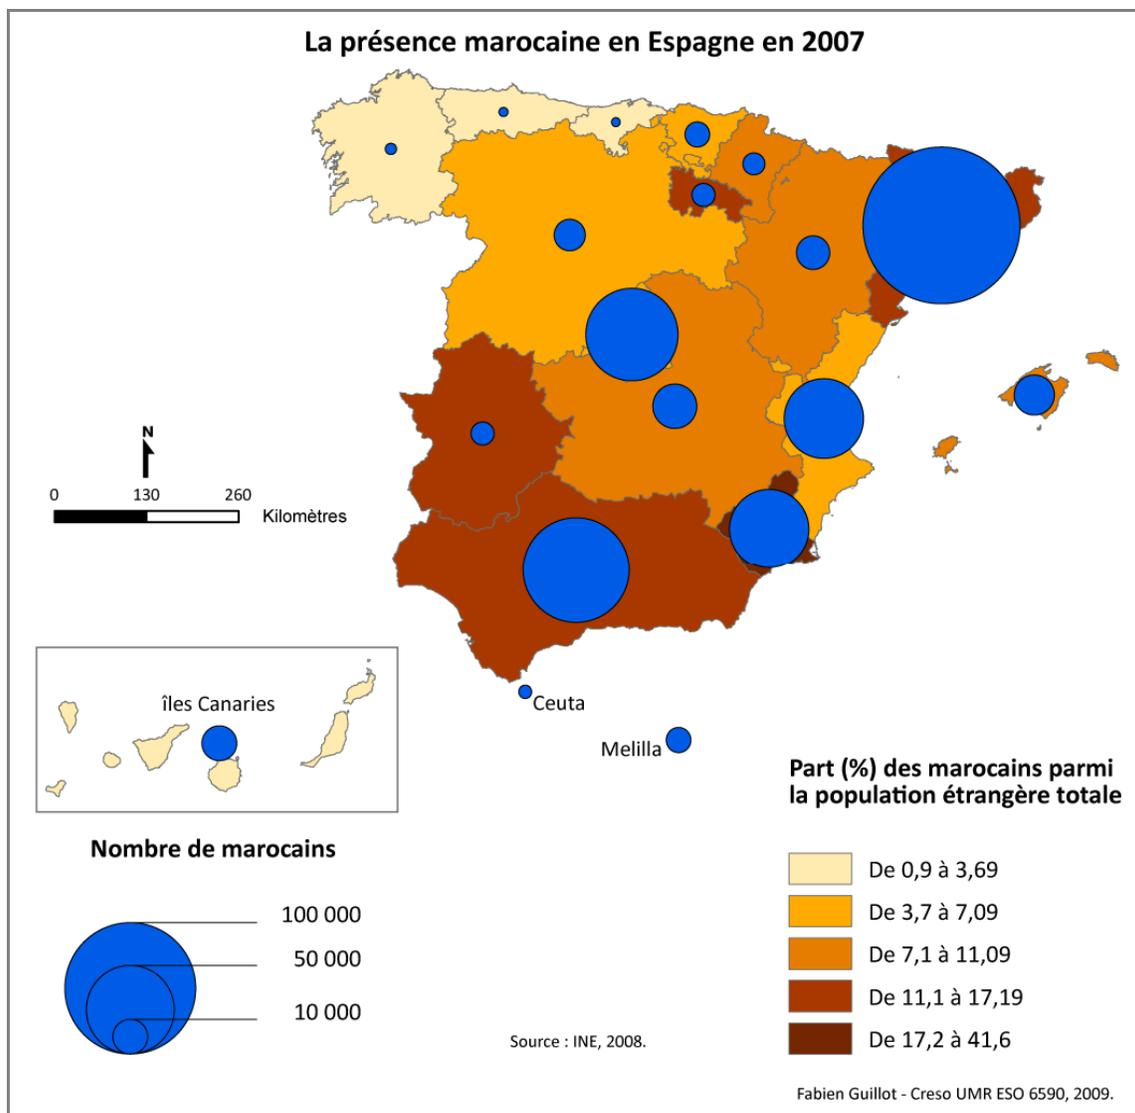 La présence marocaine en Espagne en 2007
N
0 130 260
Kilomètres
îles Canaries
Ceuta
Melilla
Nombre de marocains
100 000
50 000
10 000
Part (%) des marocains parmi
la population étrangère totale
De 0,9 à 3,69
De 3,7 à 7,09
De 7,1 à 11,09
De 11,1 à 17,19
De 17,2 à 41,6
Source : INE, 2008.
Fabien Guillot - Creso UMR ESO 6590, 2009.